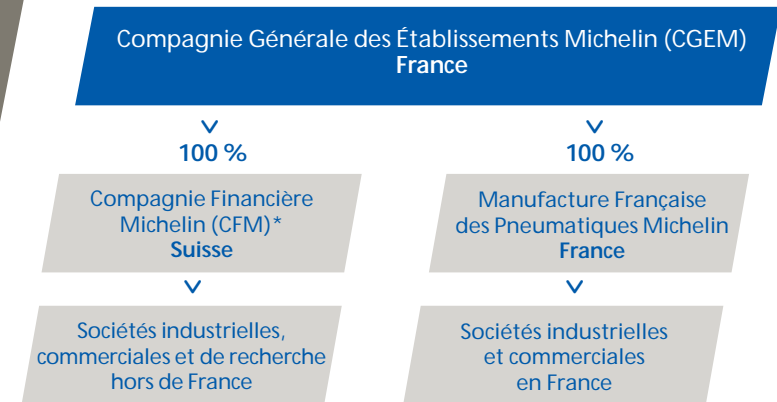 Compagnie Générale des Établissements Michelin (CGEM)
France
100 %
100 %
Compagnie Financière
Michelin (CFM)*
Suisse
Manufacture Française
des Pneumatiques Michelin
France
Sociétés industrielles,
commerciales et de recherche
hors de France
Sociétés industrielles
et commerciales
en France